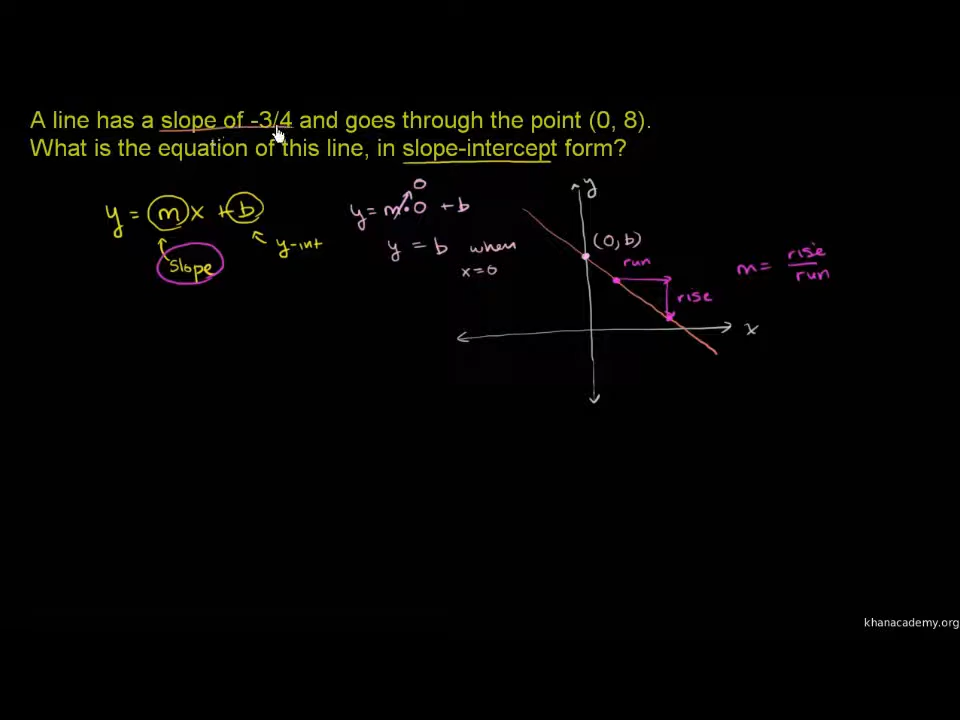 A line has a slope of -3/4 and goes through the point (0, 8).
What is the equation of this line, in slope-intercept form?
y = mx + b
slope
y-int
0
y = m·0 + b
y = b when
x=0
y
(0,b)
run
rise
x
m = rise/run
khanacademy.org